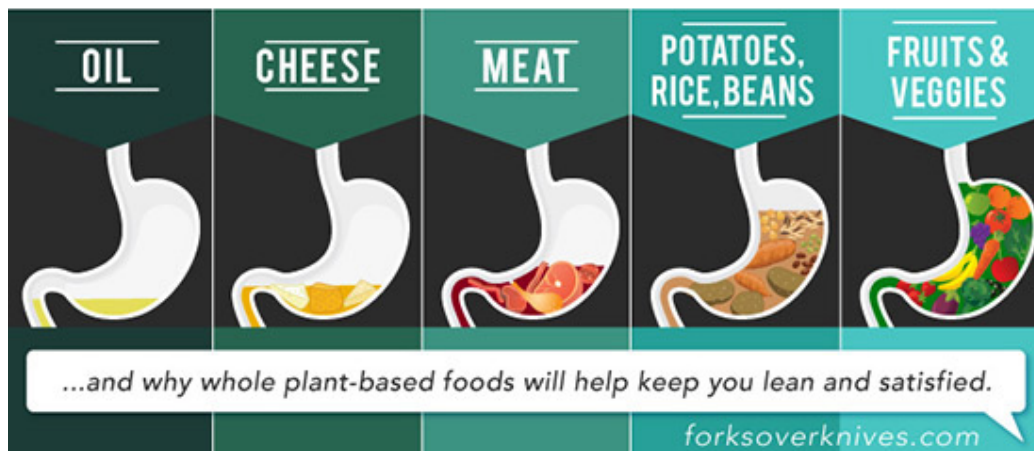 OIL
CHEESE
MEAT
POTATOES,
RICE, BEANS
FRUITS &
VEGGIES
...and why whole plant-based foods will help keep you lean and satisfied.
forksoverknives.com